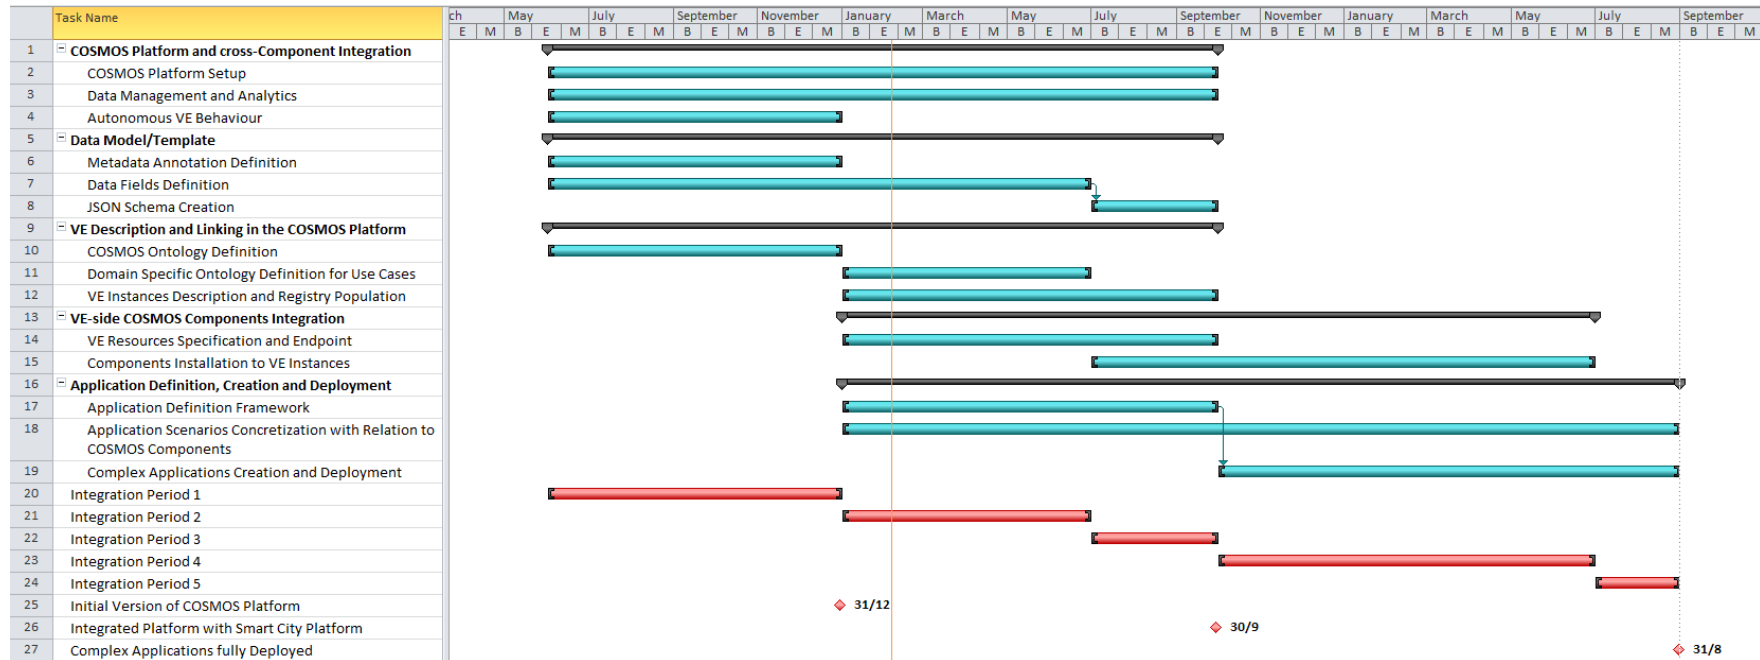 Task Name
ch May July September November January March May July September November January March May July September
E M B E M B E M B E M B E M B E M B E M B E M B E M B E M B E M B E M B E M B E M B E M
1 COSMOS Platform and cross-Component Integration
2 COSMOS Platform Setup
3 Data Management and Analytics
4 Autonomous VE Behaviour
5 Data Model/Template
6 Metadata Annotation Definition
7 Data Fields Definition
8 JSON Schema Creation
9 VE Description and Linking in the COSMOS Platform
10 COSMOS Ontology Definition
11 Domain Specific Ontology Definition for Use Cases
12 VE Instances Description and Registry Population
13 VE-side COSMOS Components Integration
14 VE Resources Specification and Endpoint
15 Components Installation to VE Instances
16 Application Definition, Creation and Deployment
17 Application Definition Framework
18 Application Scenarios Concretization with Relation to
COSMOS Components
19 Complex Applications Creation and Deployment
20 Integration Period 1
21 Integration Period 2
22 Integration Period 3
23 Integration Period 4
24 Integration Period 5
25 Initial Version of COSMOS Platform 31/12
26 Integrated Platform with Smart City Platform 30/9
27 Complex Applications fully Deployed 31/8